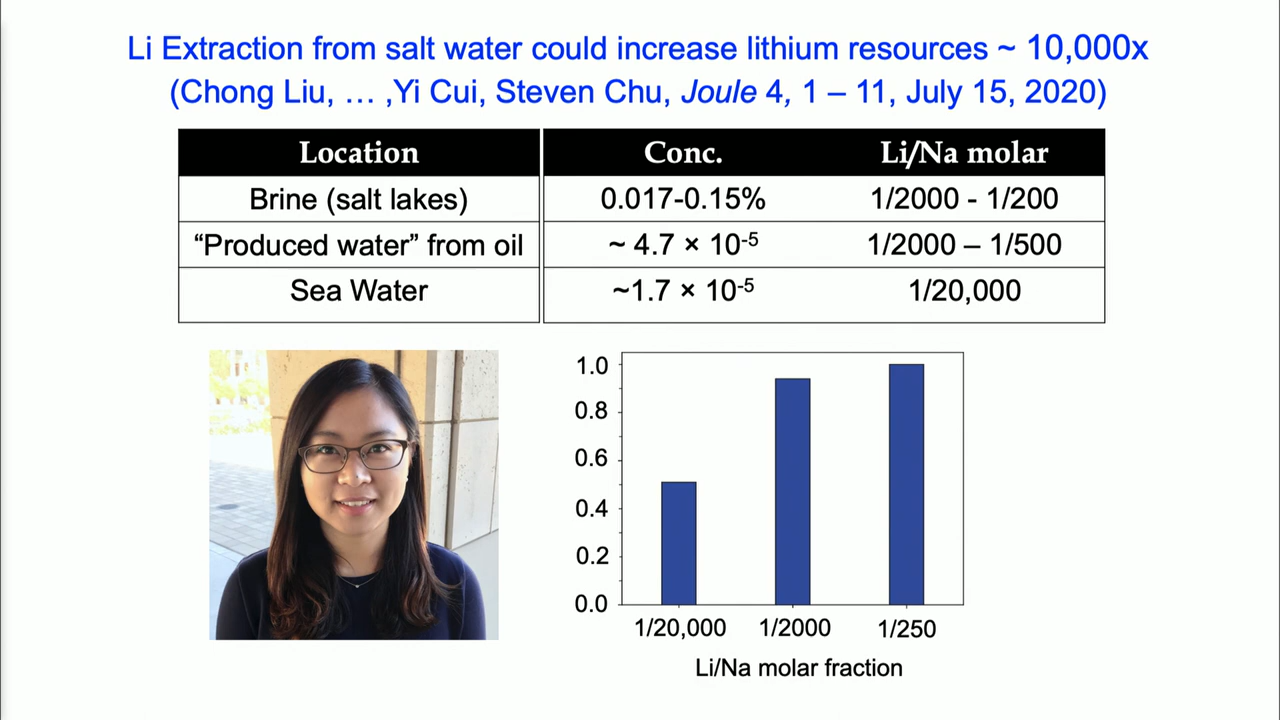 Li Extraction from salt water could increase lithium resources ~ 10,000x
(Chong Liu, … ,Yi Cui, Steven Chu, Joule 4, 1 – 11, July 15, 2020)
Location Conc. Li/Na molar
Brine (salt lakes) 0.017-0.15% 1/2000 - 1/200
“Produced water” from oil ~ 4.7 × 10⁻⁵ 1/2000 – 1/500
Sea Water ~1.7 × 10⁻⁵ 1/20,000
1.0
0.8
0.6
0.4
0.2
0.0
1/20,000 1/2000 1/250
Li/Na molar fraction